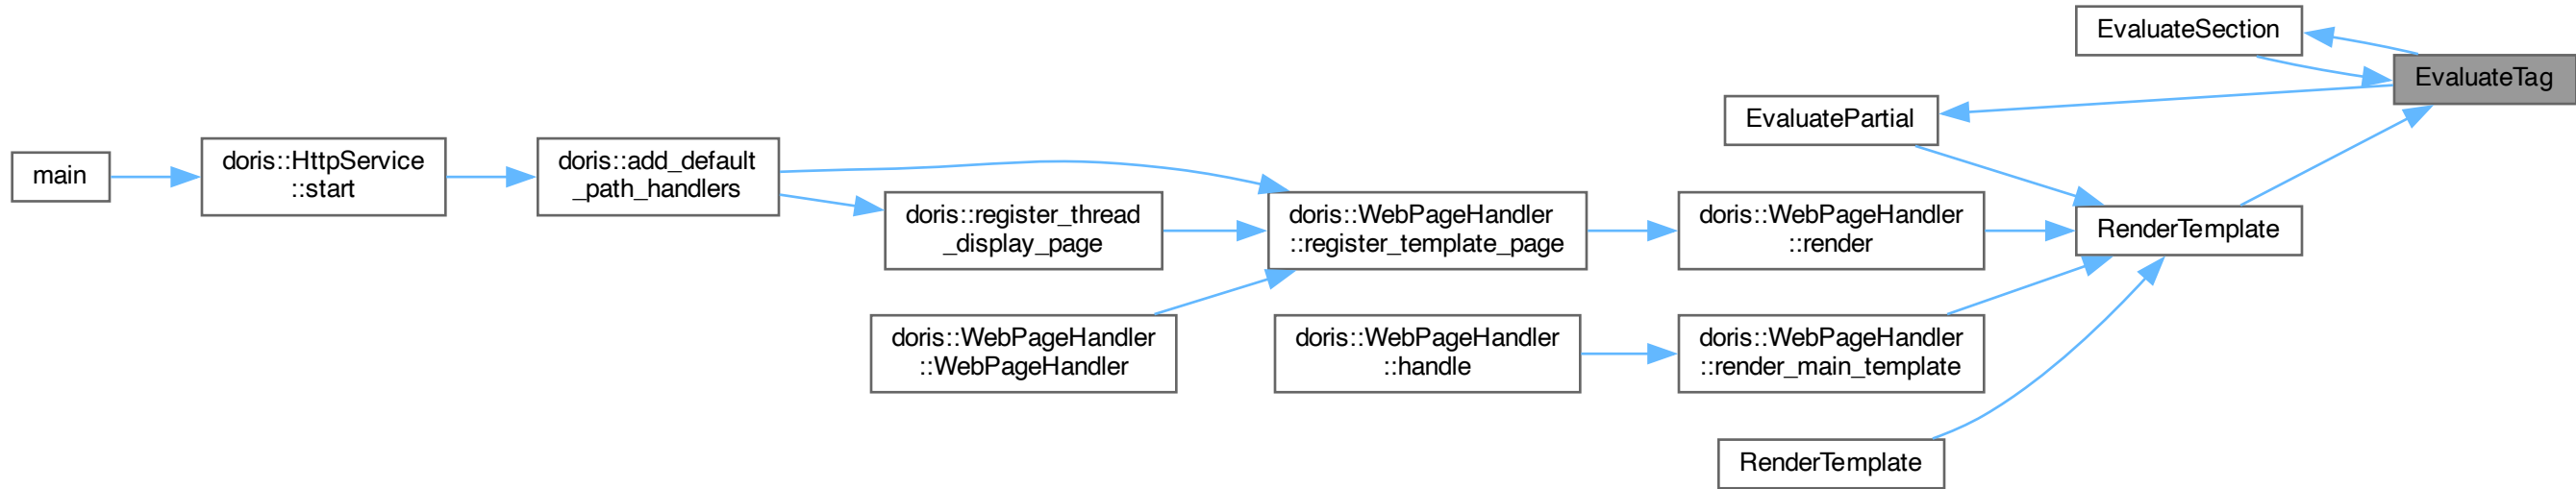 EvaluateSection
EvaluateTag
EvaluatePartial
main
doris::HttpService
::start
doris::add_default
_path_handlers
doris::register_thread
_display_page
doris::WebPageHandler
::register_template_page
doris::WebPageHandler
::render
RenderTemplate
doris::WebPageHandler
::WebPageHandler
doris::WebPageHandler
::handle
doris::WebPageHandler
::render_main_template
RenderTemplate